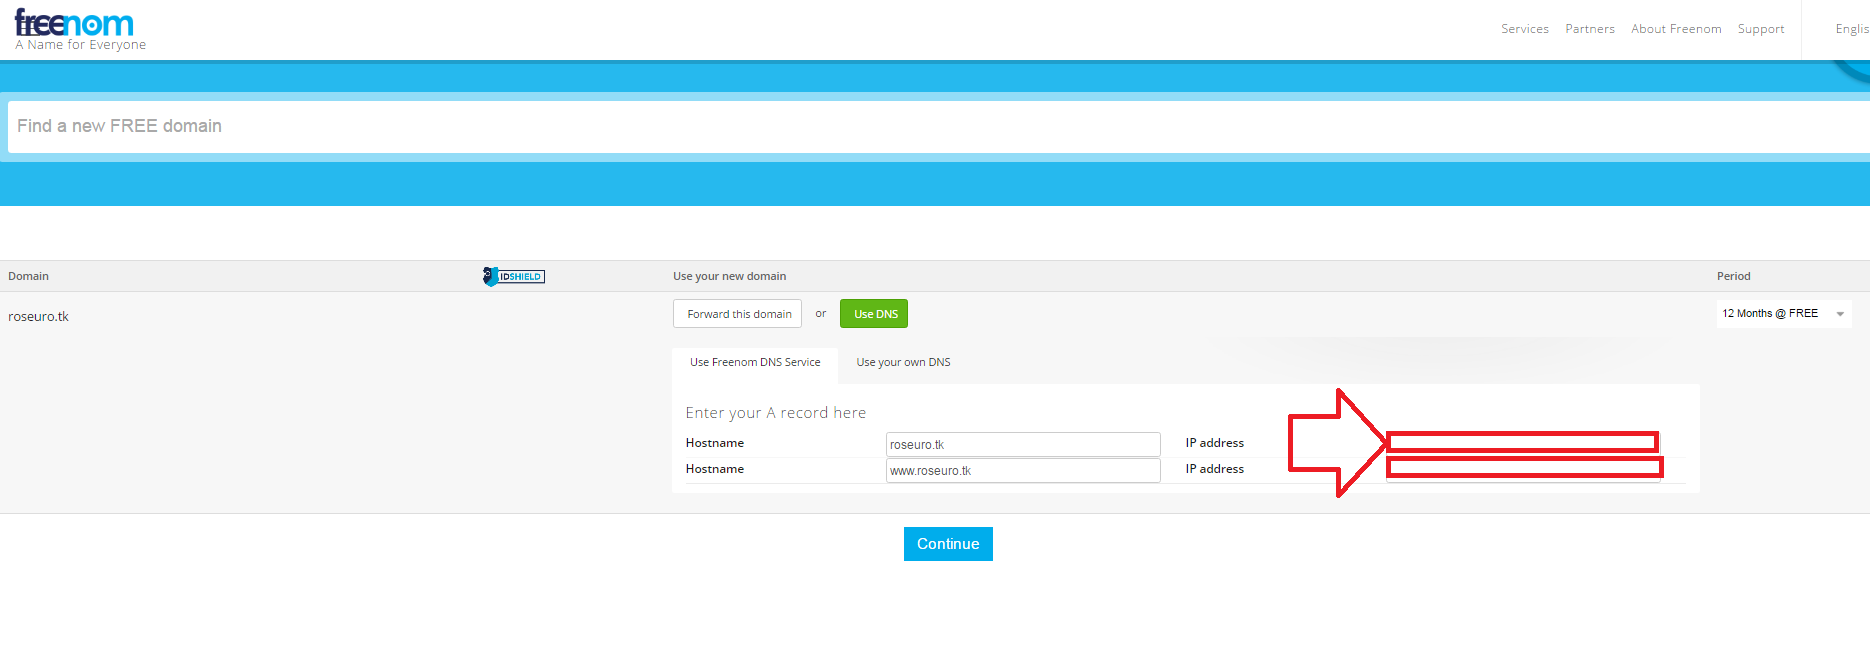 freenom
A Name for Everyone
Services Partners About Freenom Support Englis
Find a new FREE domain
Domain IDSHIELD Use your new domain Period
roseuro.tk Forward this domain or Use DNS 12 Months @ FREE
Use Freenom DNS Service Use your own DNS
Enter your A record here
Hostname roseuro.tk IP address
Hostname www.roseuro.tk IP address
Continue